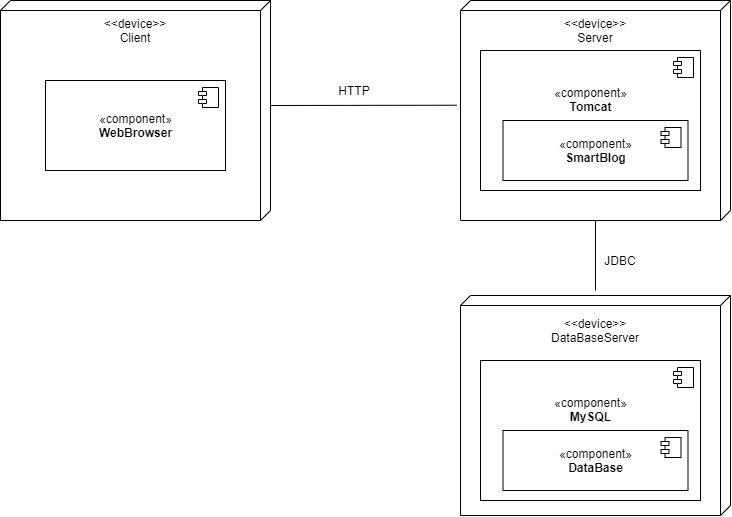 <<device>>
Client
«component»
WebBrowser
HTTP
<<device>>
Server
«component»
Tomcat
«component»
SmartBlog
JDBC
<<device>>
DataBaseServer
«component»
MySQL
«component»
DataBase